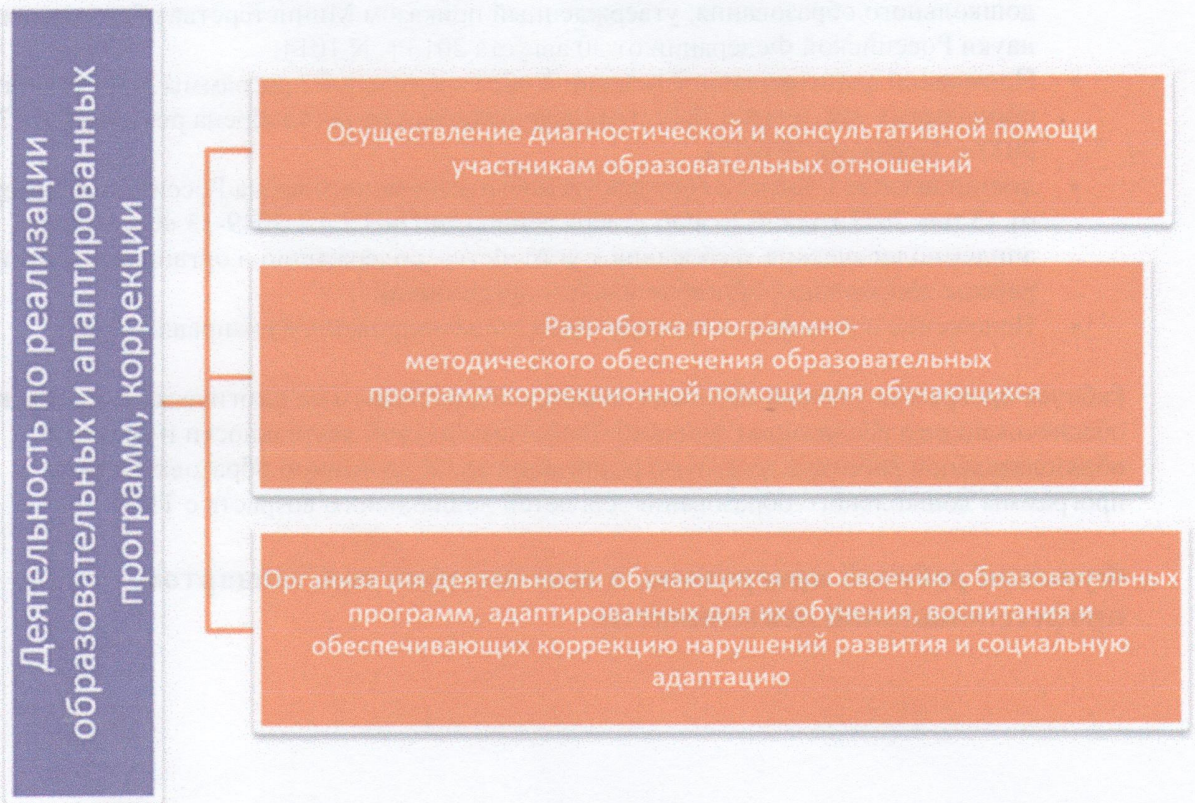 Деятельность по реализации
образовательных и апаптированных
программ, коррекции
Осуществление диагностической и консультативной помощи
участникам образовательных отношений
Разработка программно-
методического обеспечения образовательных
программ коррекционной помощи для обучающихся
Организация деятельности обучающихся по освоению образовательных
программ, адаптированных для их обучения, воспитания и
обеспечивающих коррекцию нарушений развития и социальную
адаптацию